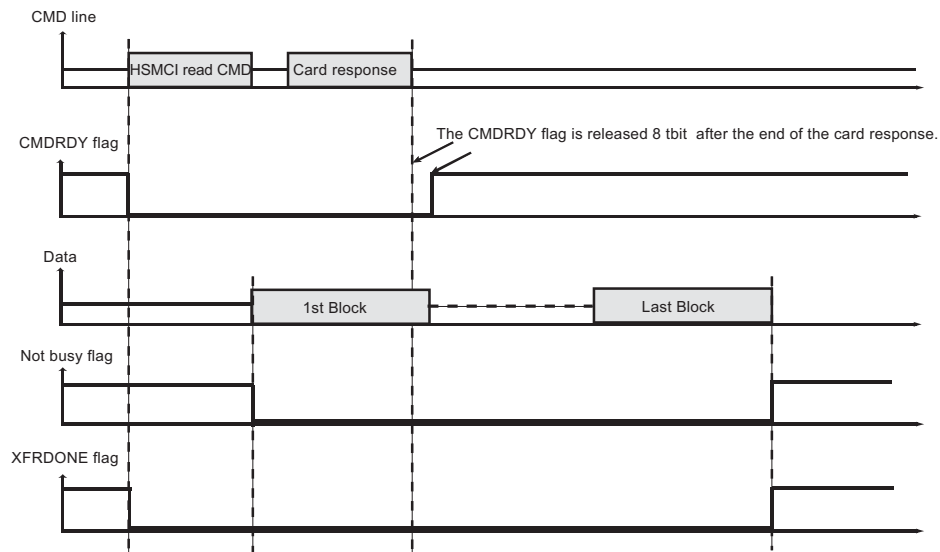 CMD line
HSMCI read CMD
Card response
CMDRDY flag
The CMDRDY flag is released 8 tbit after the end of the card response.
Data
1st Block
Last Block
Not busy flag
XFRDONE flag